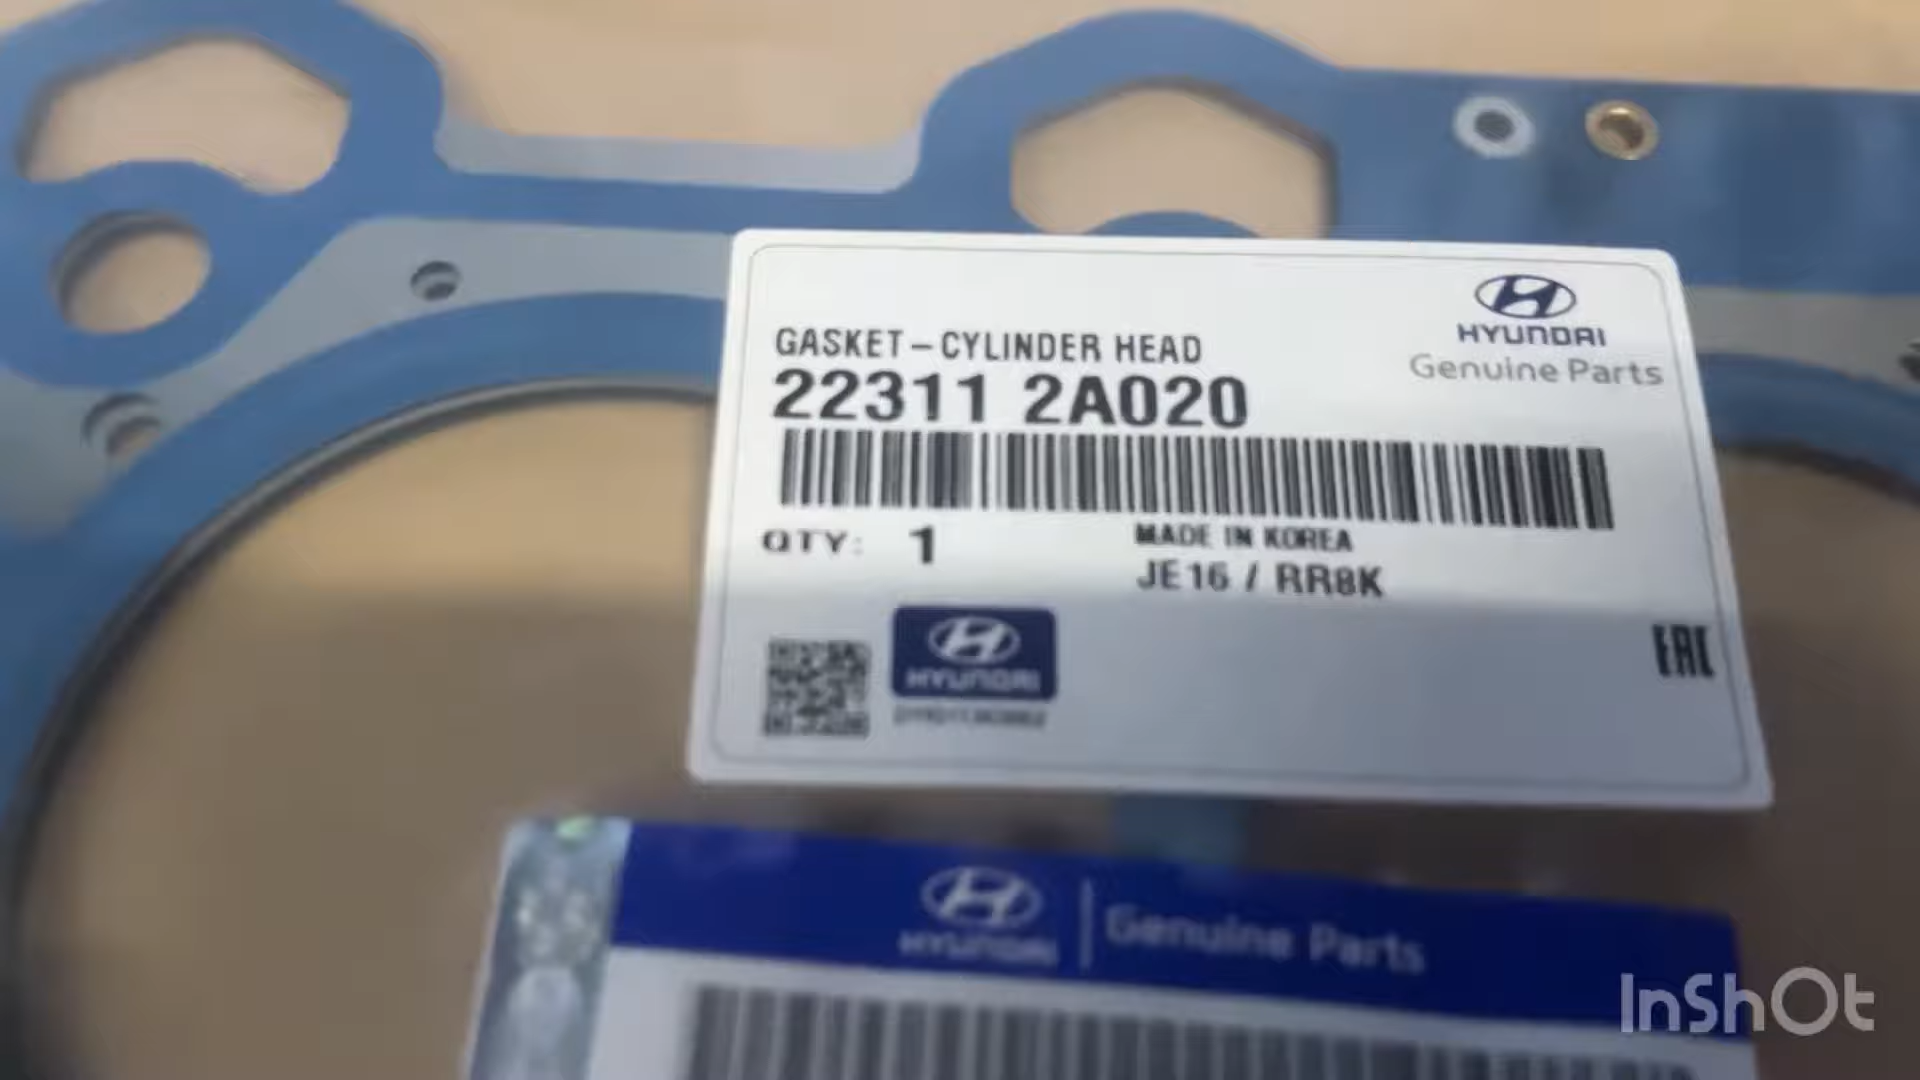 HYUNDAI
Genuine Parts
GASKET-CYLINDER HEAD
22311 2A020
QTY: 1
MADE IN KOREA
JE16 / RR8K
HYUNDAI
EAC
HYUNDAI
Genuine Parts
InShOt